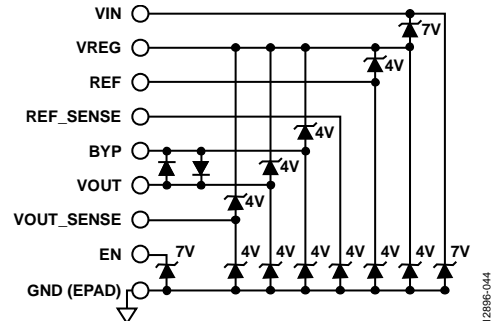 VIN
7V
VREG
4V
REF
REF_SENSE
4V
BYP
4V
VOUT
4V
VOUT_SENSE
EN
7V 4V 4V 4V 4V 4V 4V 7V
GND (EPAD)
12896-044